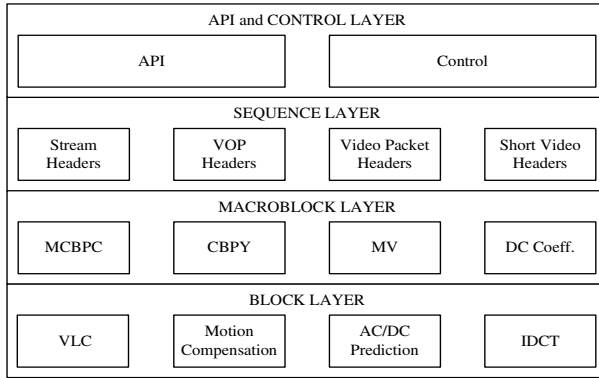 API and CONTROL LAYER
API
Control
SEQUENCE LAYER
Stream
Headers
VOP
Headers
Video Packet
Headers
Short Video
Headers
MACROBLOCK LAYER
MCBPC
CBPY
MV
DC Coeff.
BLOCK LAYER
VLC
Motion
Compensation
AC/DC
Prediction
IDCT